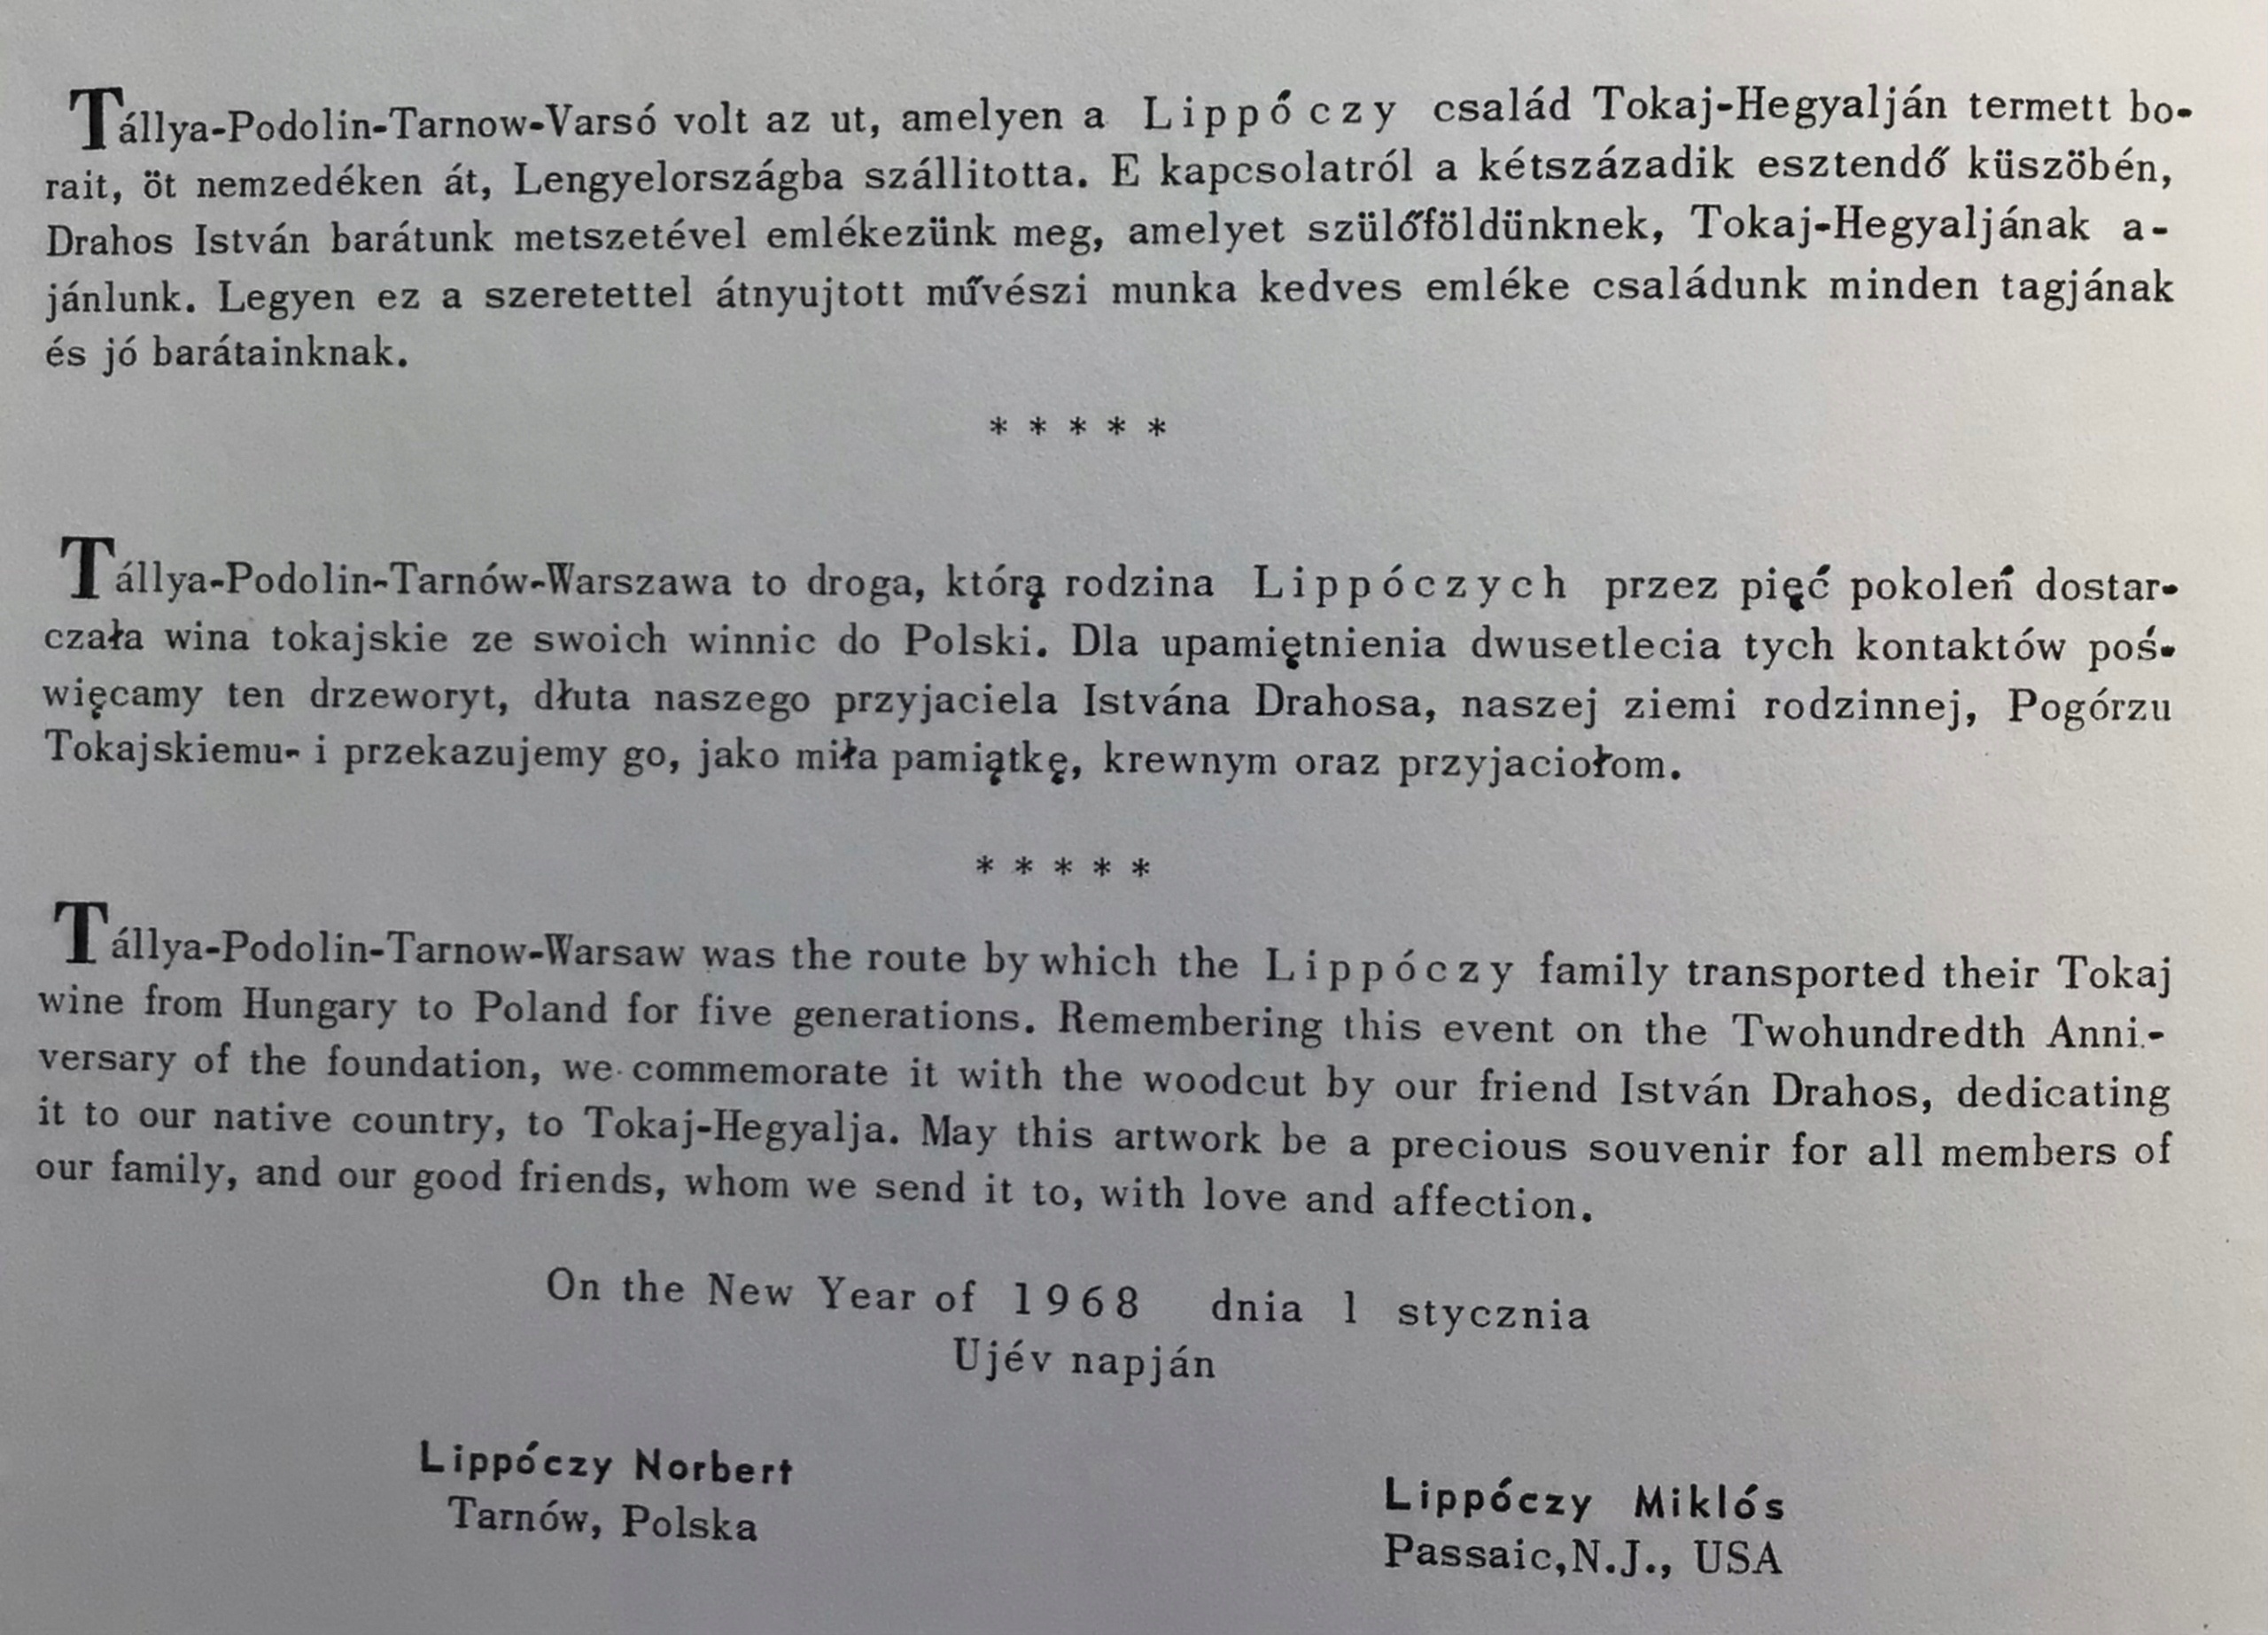 Tállya-Podolin-Tarnow-Varsó volt az ut, amelyen a Lippóczy család Tokaj-Hegyalján termett bo-
rait, öt nemzedéken át, Lengyelországba szállitotta. E kapcsolatról a kétszázadik esztendő küszöbén,
Drahos István barátunk metszetével emlékezünk meg, amelyet szülőföldünknek, Tokaj-Hegyaljának a-
jánlunk. Legyen ez a szeretettel átnyujtott művészi munka kedves emléke családunk minden tagjának
és jó barátainknak.
* * * * *
Tállya-Podolin-Tarnów-Warszawa to droga, którą rodzina Lippóczych przez pięć pokoleń dostar-
czała wina tokajskie ze swoich winnic do Polski. Dla upamiętnienia dwusetlecia tych kontaktów poś-
więcamy ten drzeworyt, dłuta naszego przyjaciela Istvána Drahosa, naszej ziemi rodzinnej, Pogórzu
Tokajskiemu- i przekazujemy go, jako miła pamiątkę, krewnym oraz przyjaciołom.
* * * * *
Tállya-Podolin-Tarnow-Warsaw was the route by which the Lippóczy family transported their Tokaj
wine from Hungary to Poland for five generations. Remembering this event on the Twohundredth Anni-
versary of the foundation, we commemorate it with the woodcut by our friend István Drahos, dedicating
it to our native country, to Tokaj-Hegyalja. May this artwork be a precious souvenir for all members of
our family, and our good friends, whom we send it to, with love and affection.
On the New Year of 1968 dnia 1 stycznia
Ujév napján
Lippóczy Norbert
Tarnów, Polska
Lippóczy Miklós
Passaic,N.J., USA